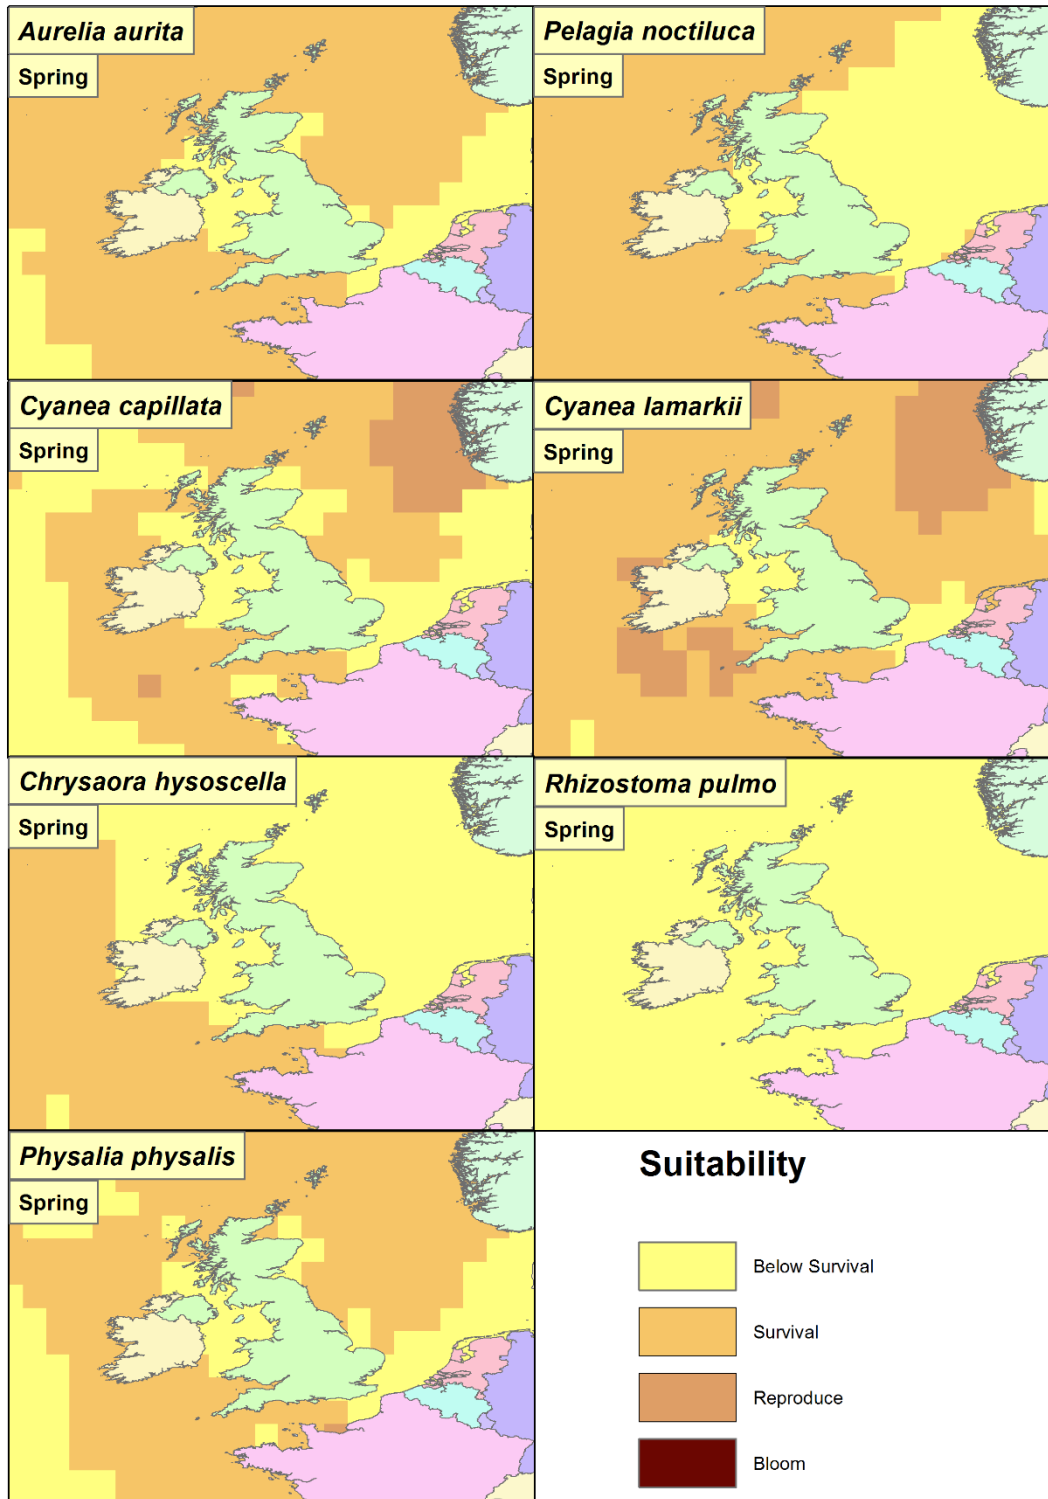 Aurelia aurita
Spring
Pelagia noctiluca
Spring
Cyanea capillata
Spring
Cyanea lamarkii
Spring
Chrysaora hysoscella
Spring
Rhizostoma pulmo
Spring
Physalia physalis
Spring
Suitability
Below Survival
Survival
Reproduce
Bloom